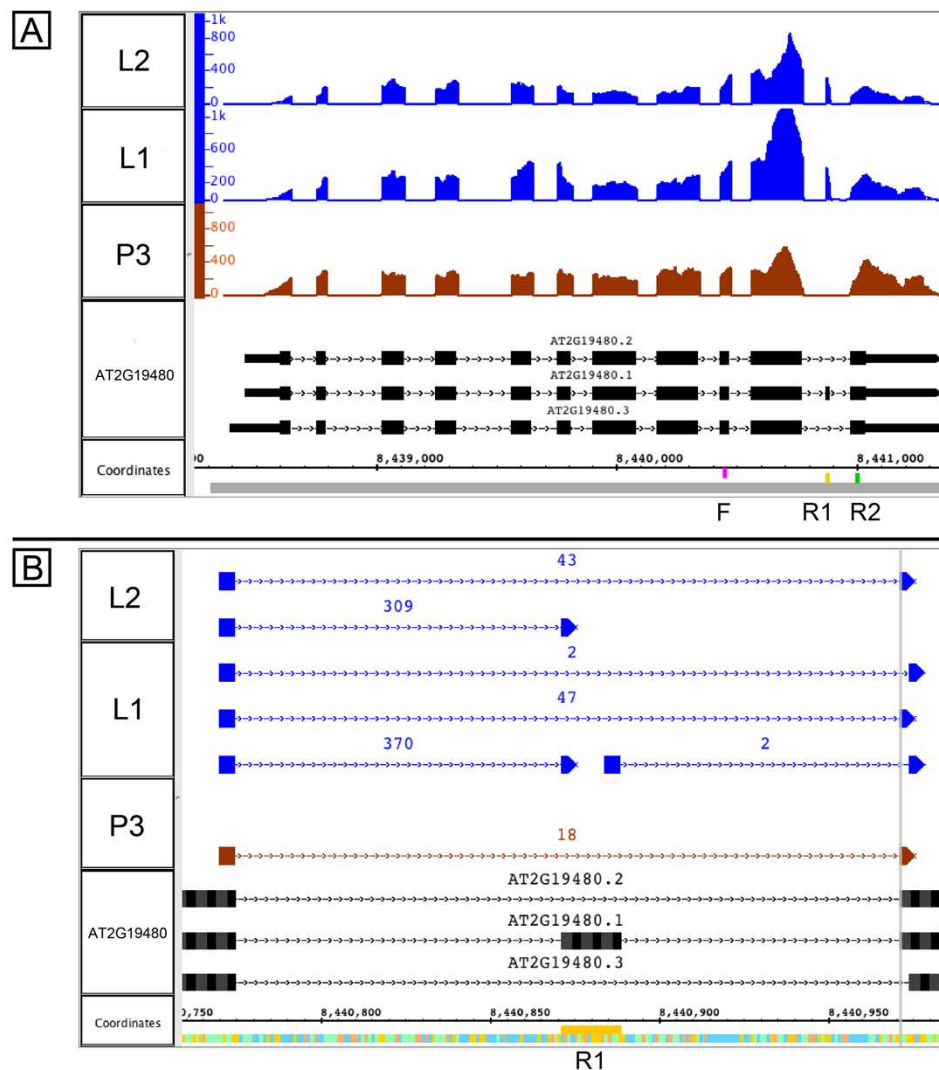 A
L2
1k
800
400
0
L1
1k
600
200
0
P3
800
400
0
AT2G19480
AT2G19480.2
AT2G19480.1
AT2G19480.3
Coordinates
00 8,439,000 8,440,000 8,441,000
F R1 R2
B
L2
43
309
L1
2
47
370 2
P3
18
AT2G19480
AT2G19480.2
AT2G19480.1
AT2G19480.3
Coordinates
0,750 8,440,800 8,440,900 8,440,950
R1